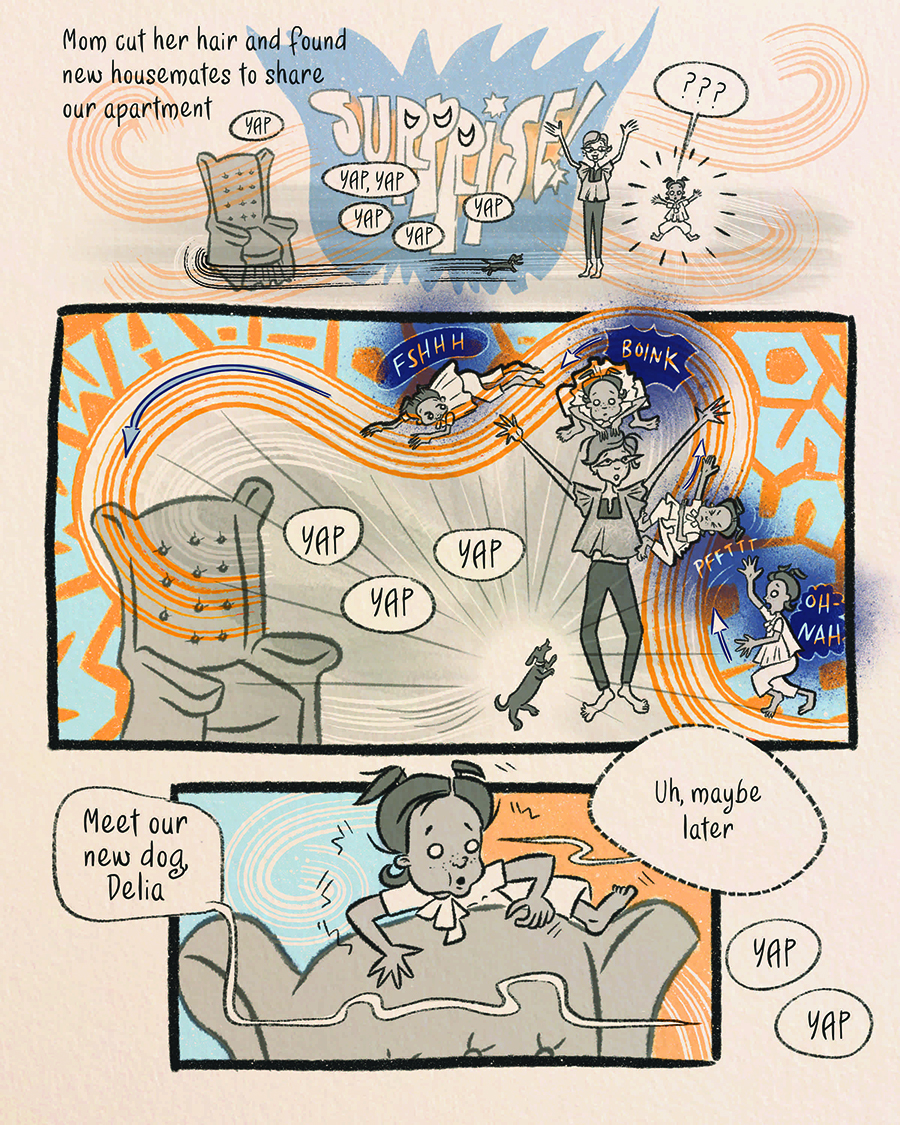 Mom cut her hair and found
new housemates to share
our apartment
YAP
SURPRISE!
???
YAP, YAP
YAP
YAP
YAP
FSHHH
BOINK
YAP
YAP
YAP
PFFTTT
OH-
NAH
Meet our
new dog,
Delia
Uh, maybe
later
YAP
YAP